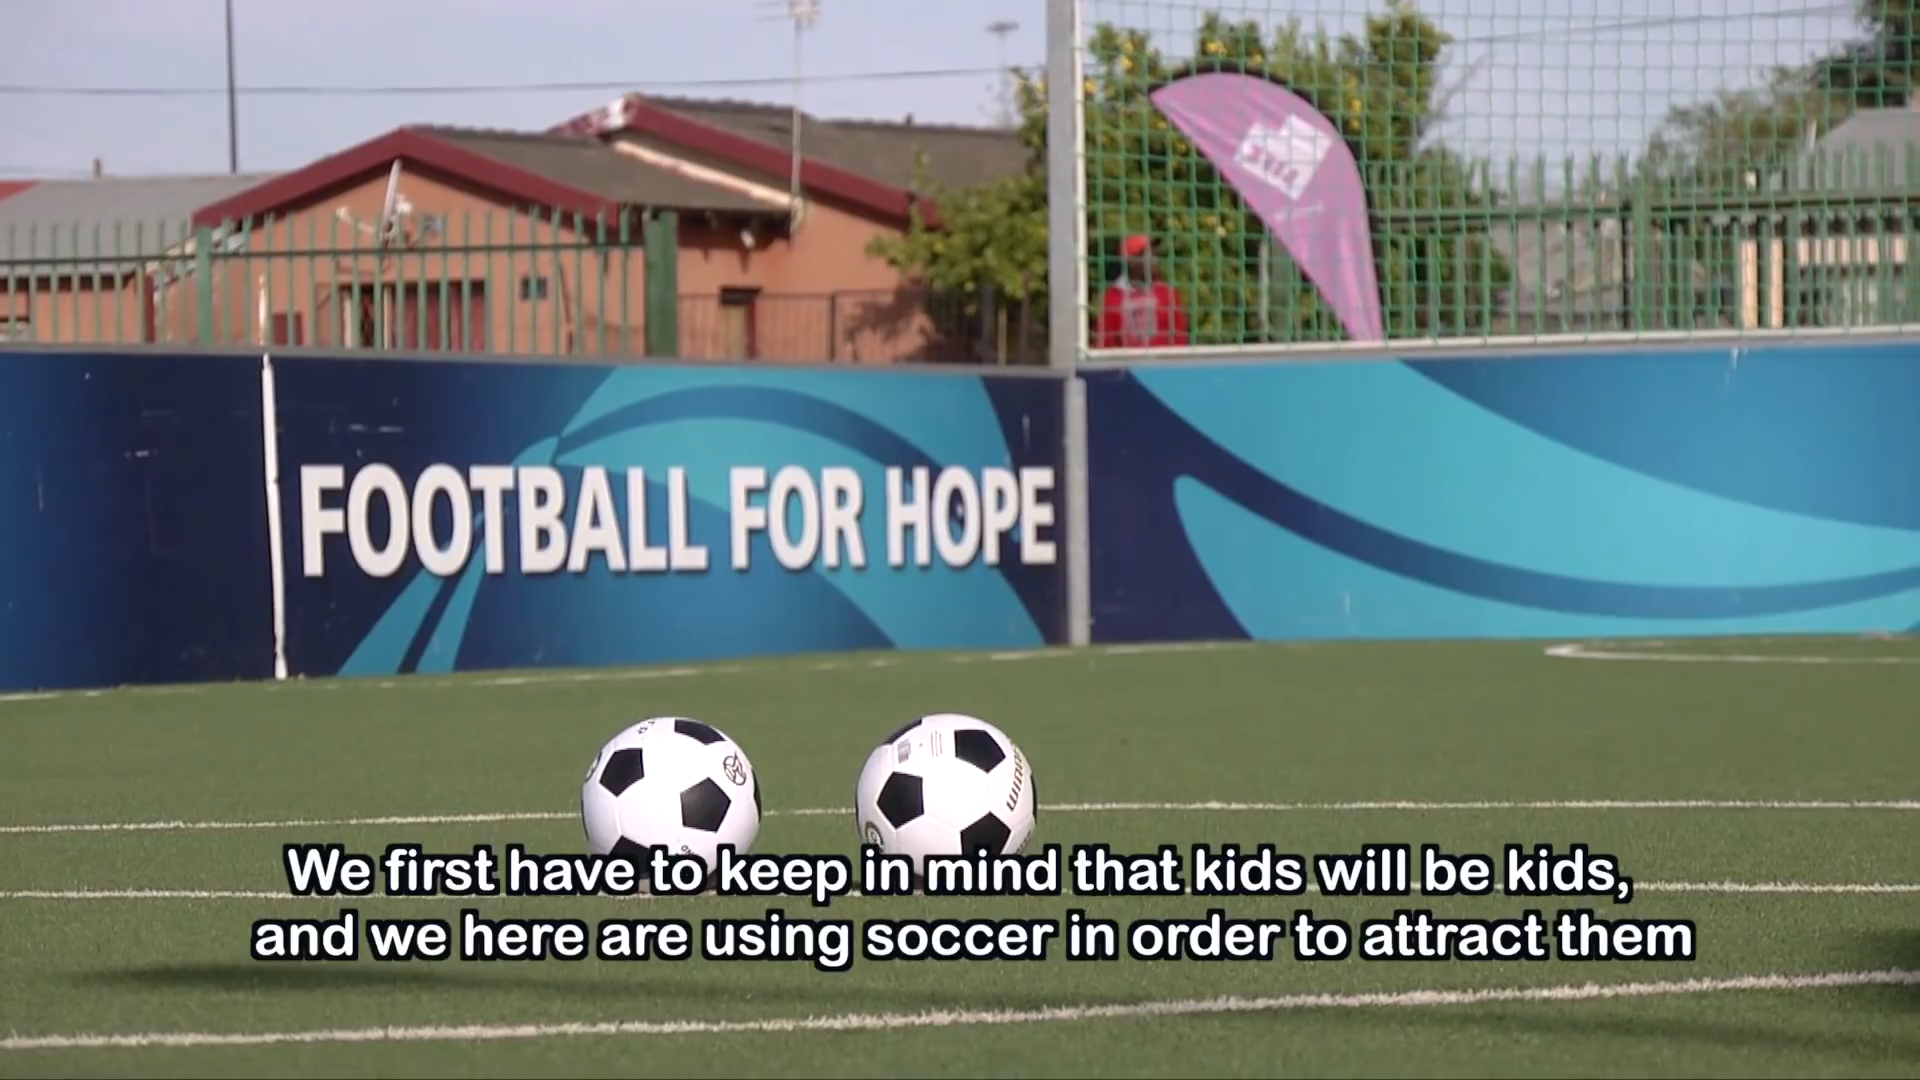 FOOTBALL FOR HOPE
We first have to keep in mind that kids will be kids,
and we here are using soccer in order to attract them